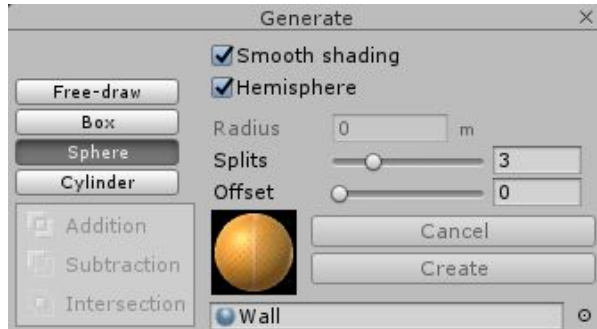 Generate
Smooth shading
Hemisphere
Free-draw
Box
Sphere
Cylinder
Radius 0 m
Splits 3
Offset 0
Addition
Subtraction
Intersection
Cancel
Create
Wall